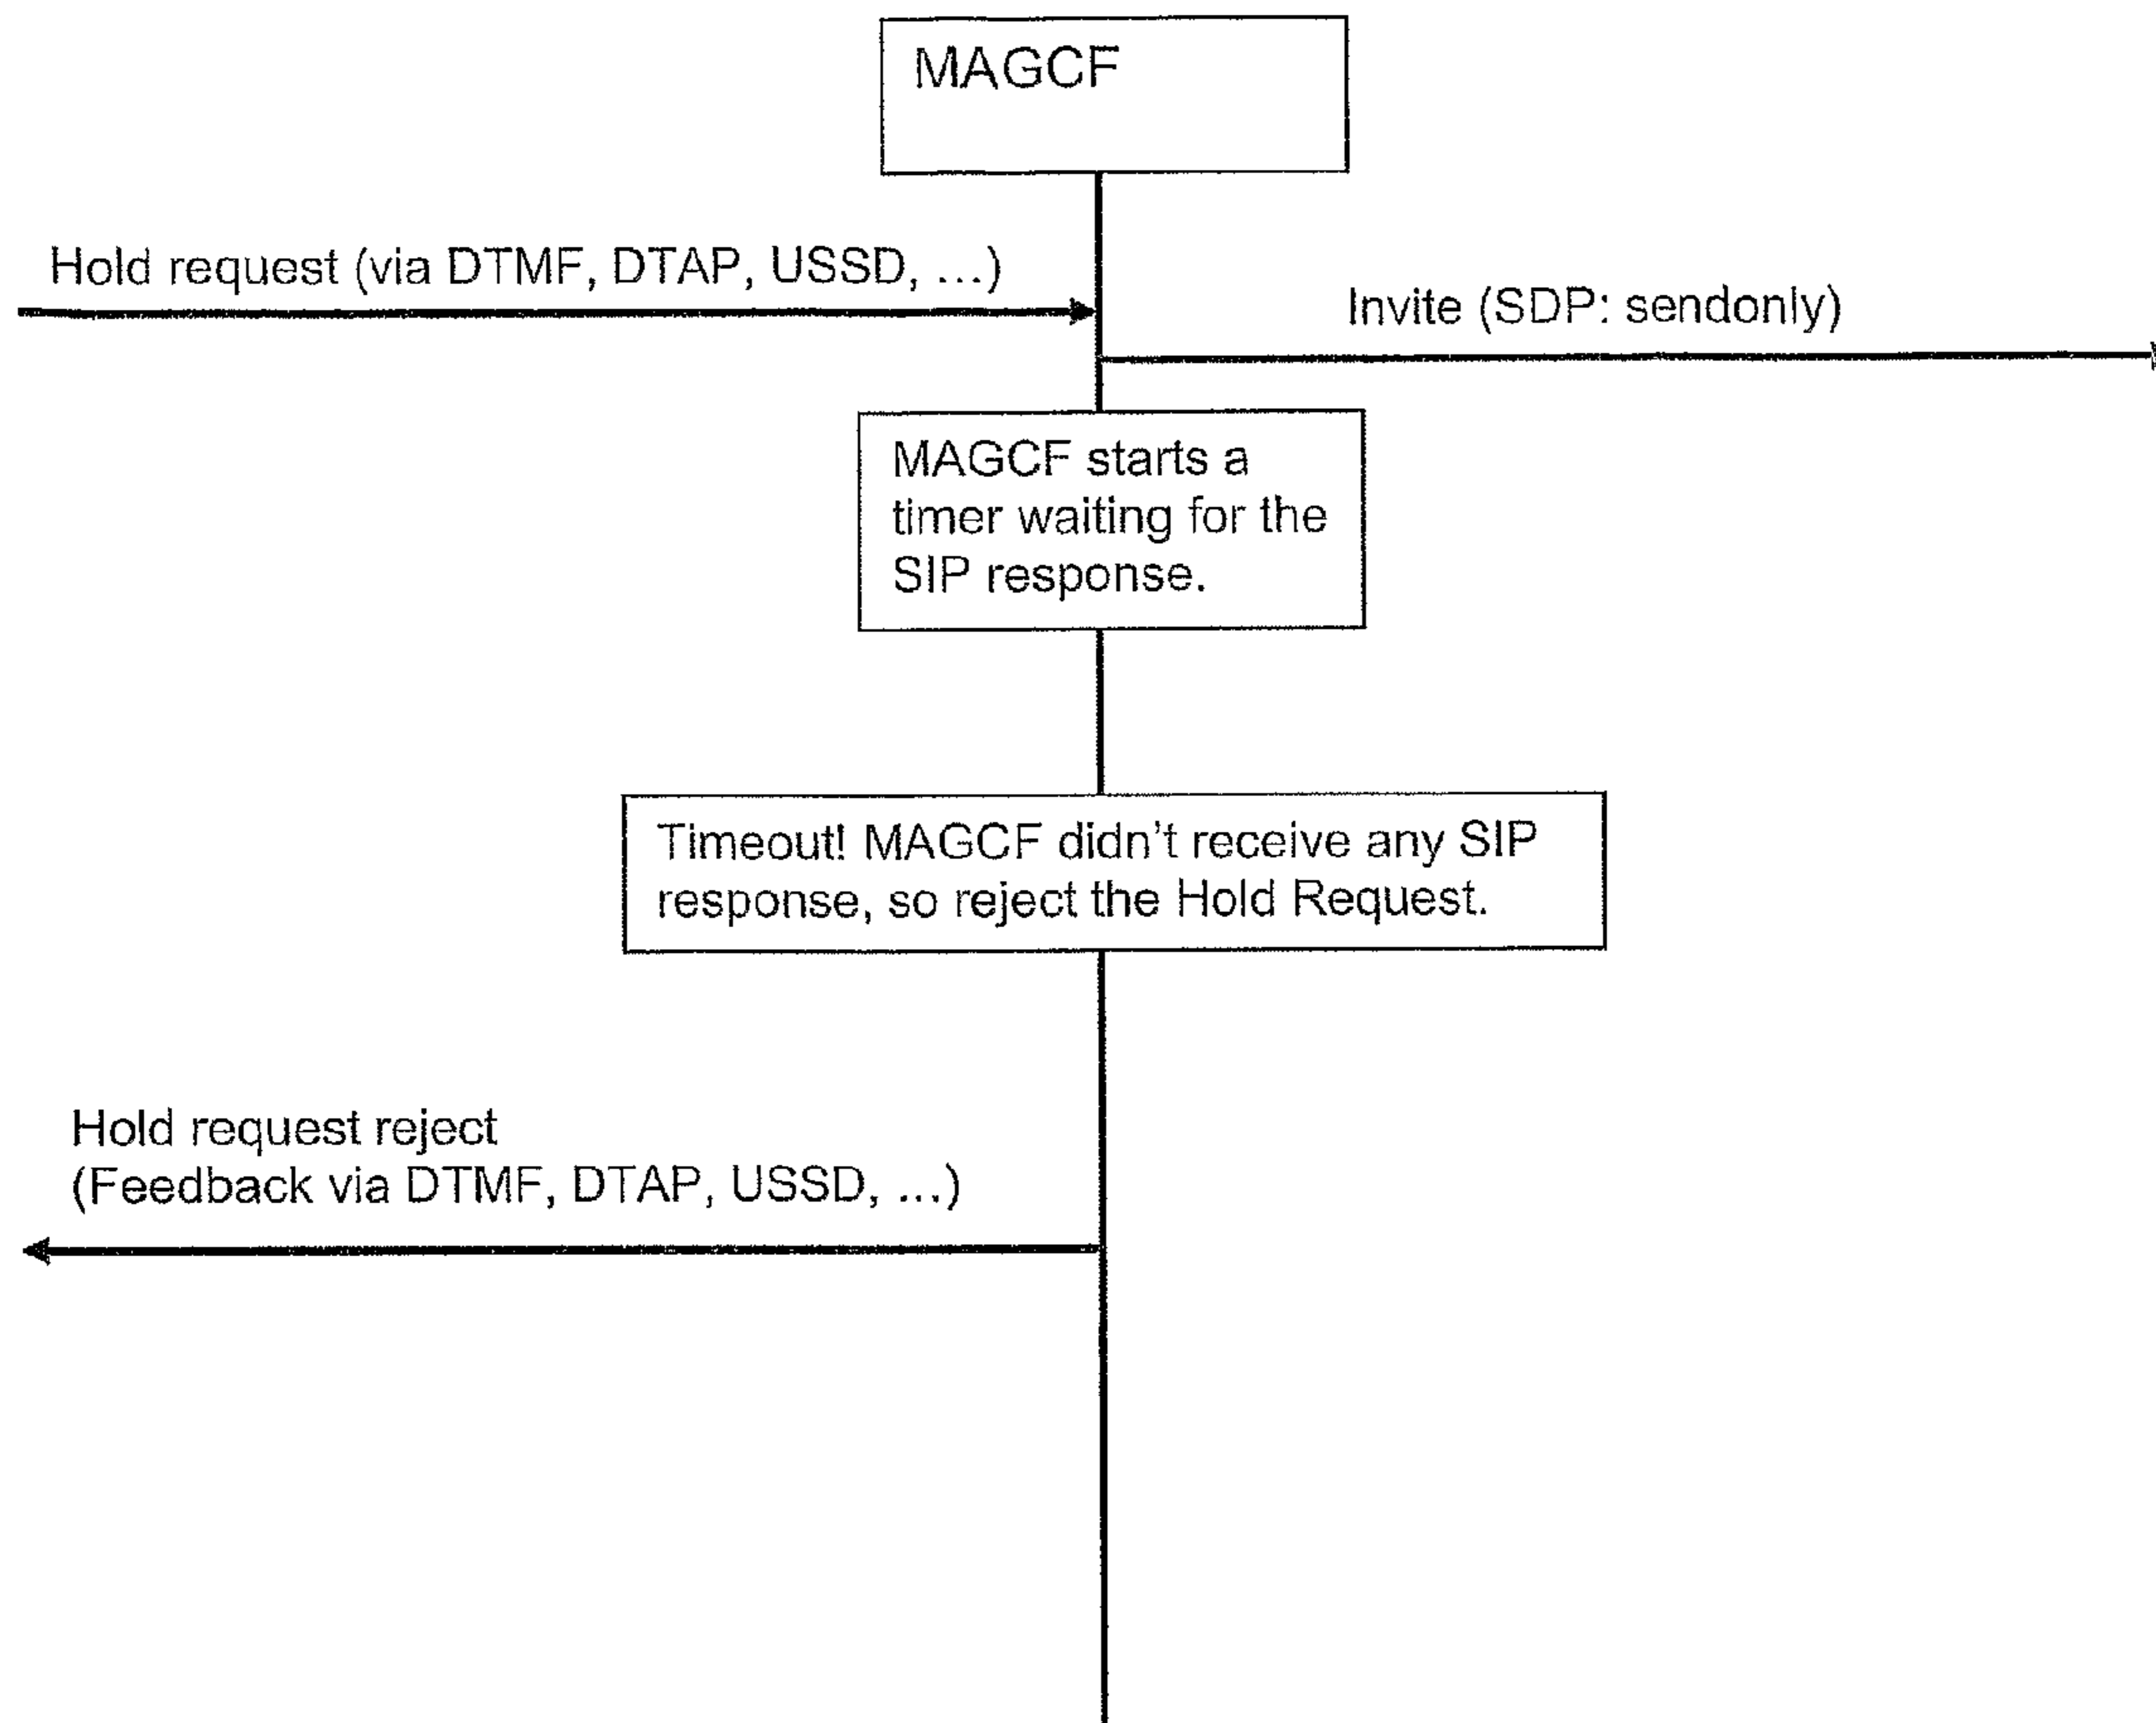 MAGCF
Hold request (via DTMF, DTAP, USSD, ...)
Invite (SDP: sendonly)
MAGCF starts a
timer waiting for the
SIP response.
Timeout! MAGCF didn't receive any SIP
response, so reject the Hold Request.
Hold request reject
(Feedback via DTMF, DTAP, USSD, ...)